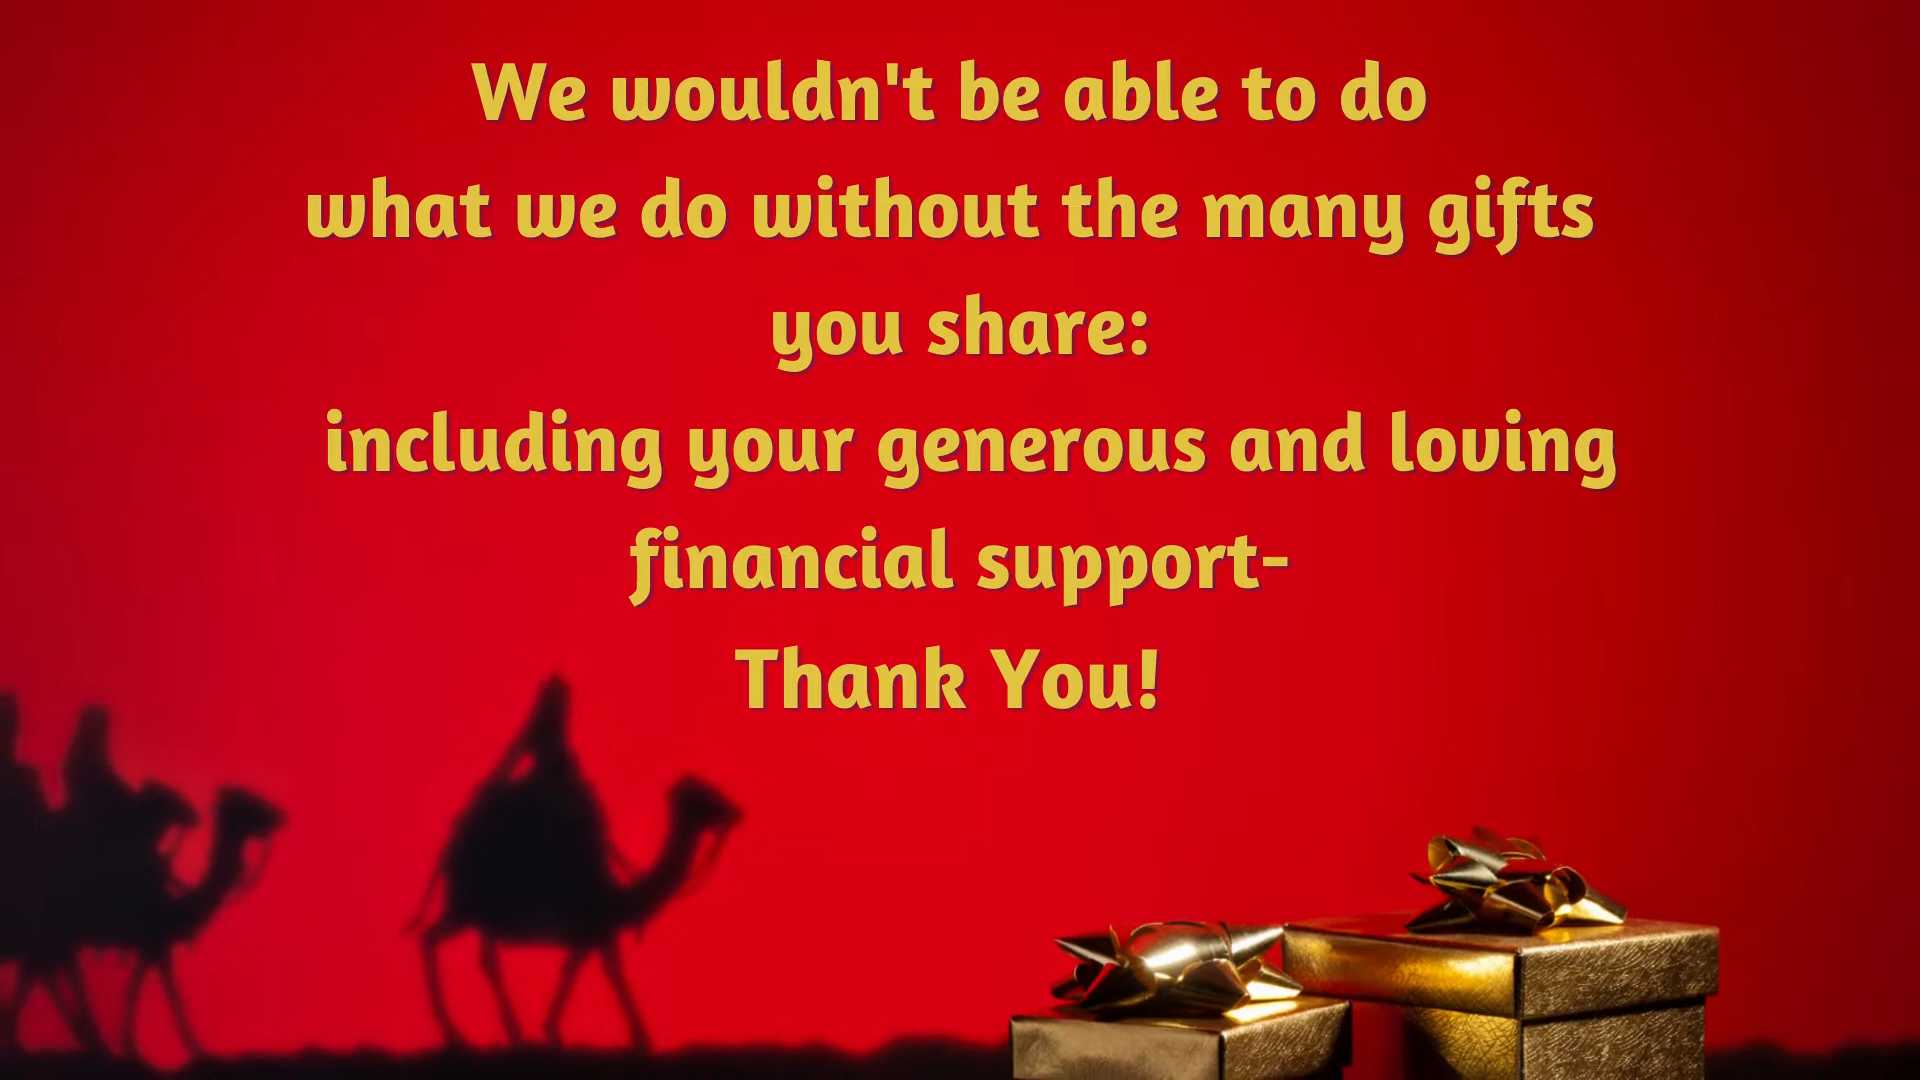 We wouldn't be able to do
what we do without the many gifts
you share:
including your generous and loving
financial support-
Thank You!